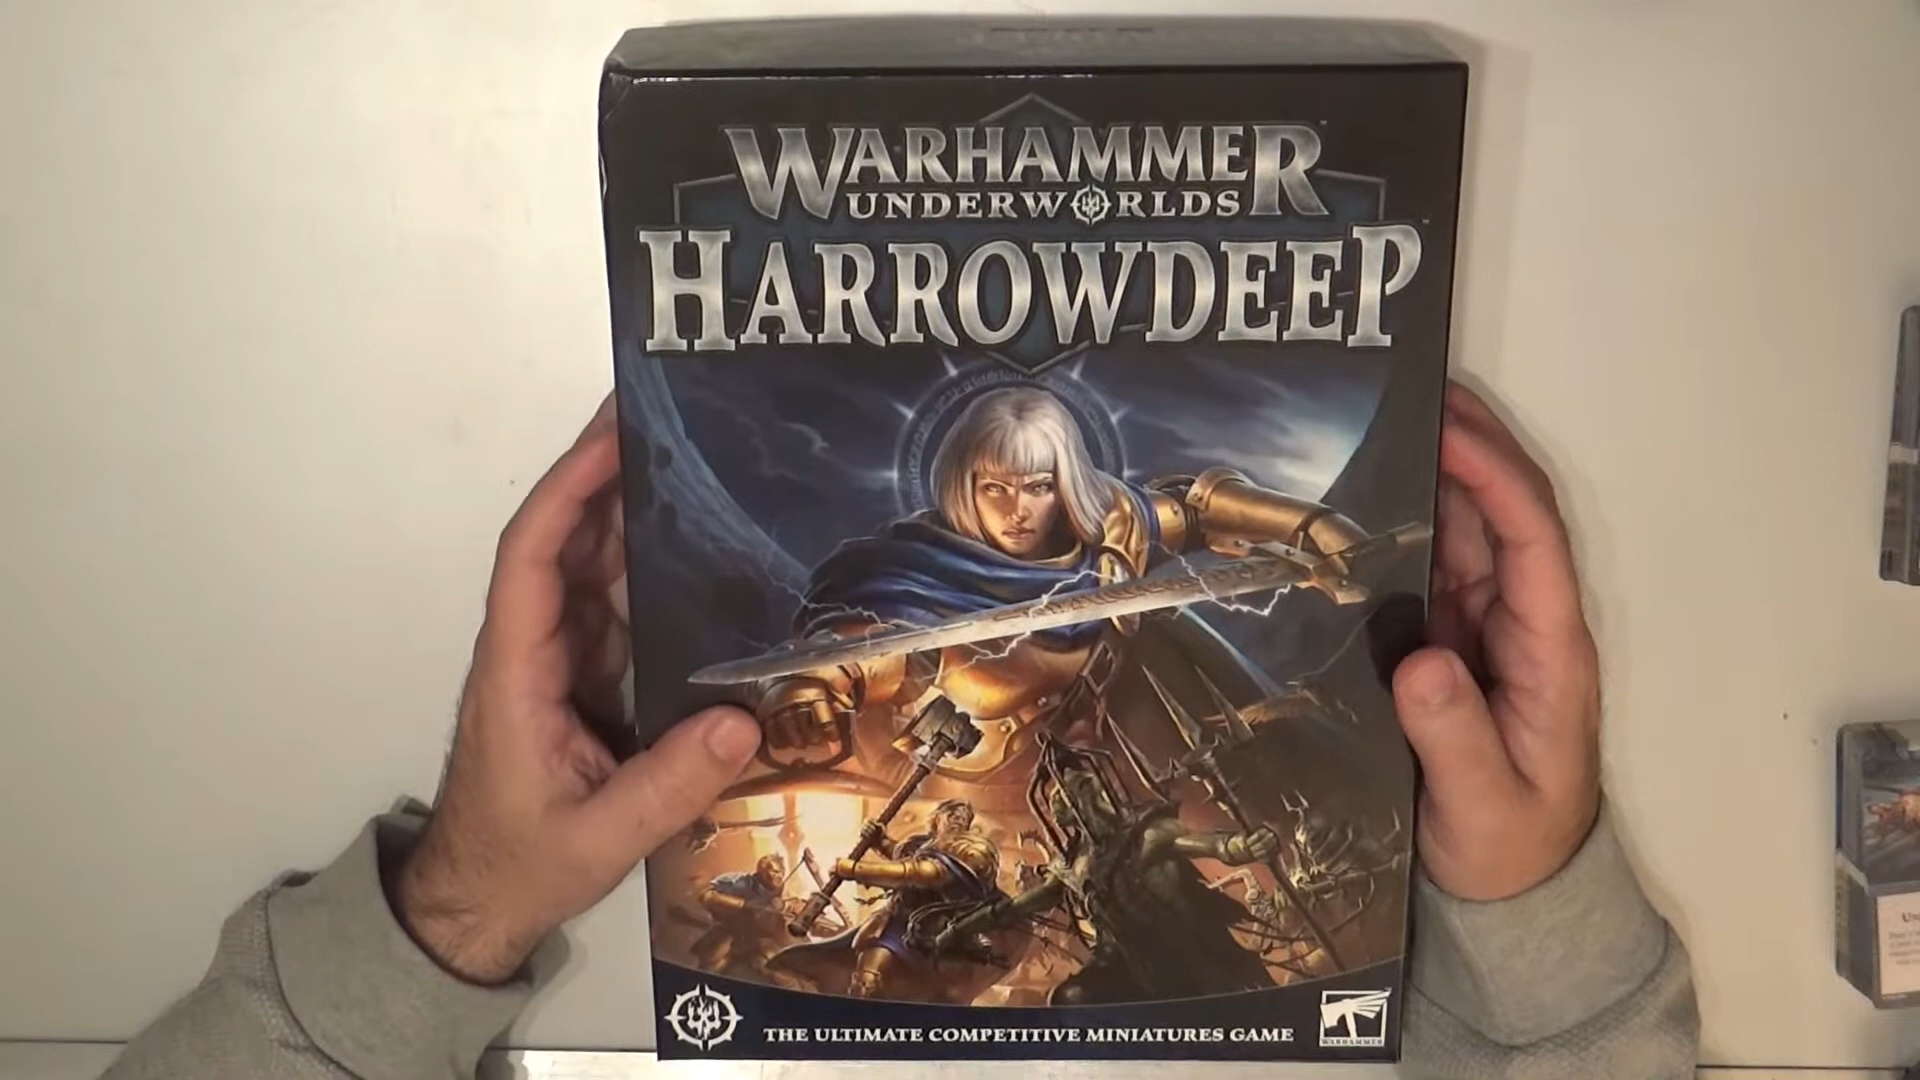 WARHAMMER
UNDERWORLDS
HARROWDEEP
THE ULTIMATE COMPETITIVE MINIATURES GAME
WARHAMMER